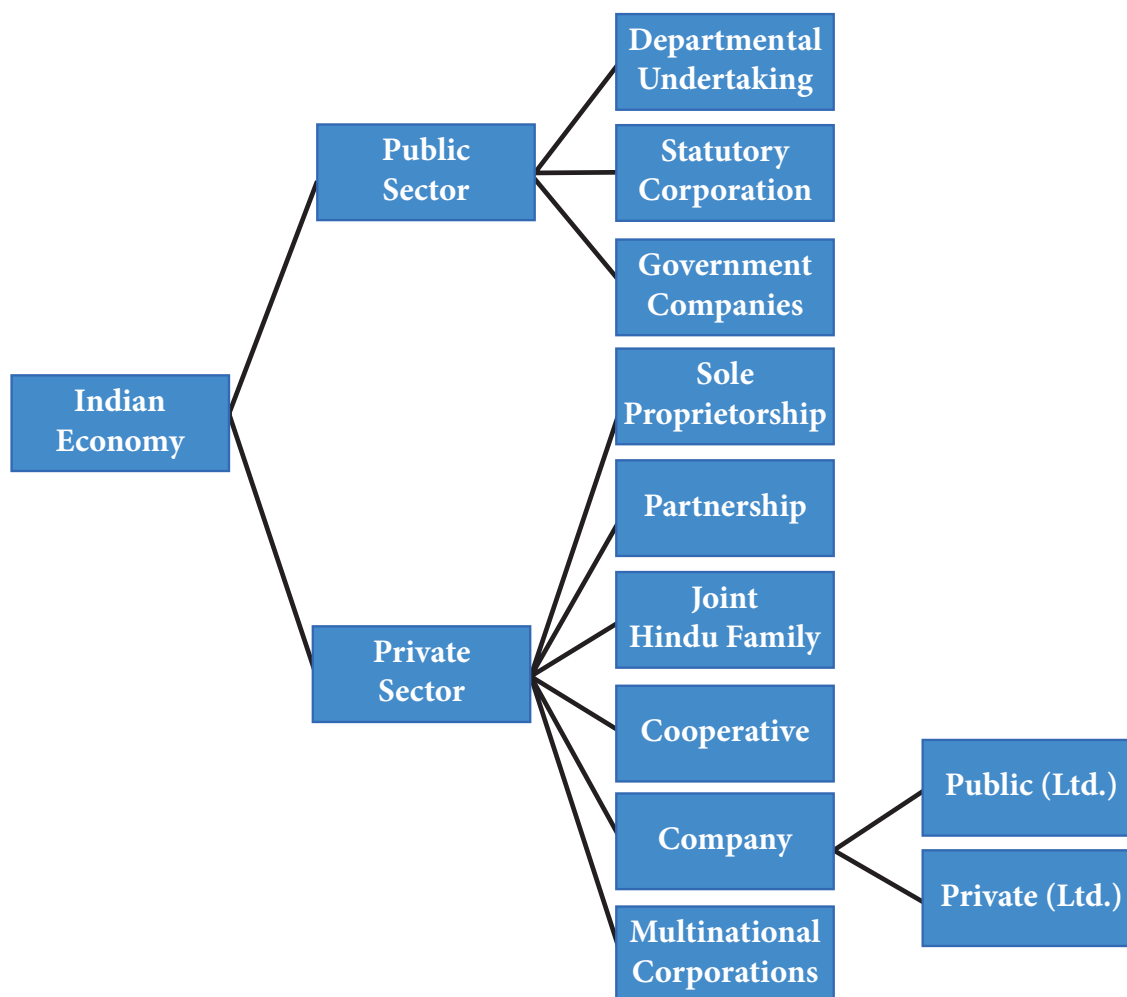 Indian
Economy
Public
Sector
Departmental
Undertaking
Statutory
Corporation
Government
Companies
Private
Sector
Sole
Proprietorship
Partnership
Joint
Hindu Family
Cooperative
Company
Public (Ltd.)
Private (Ltd.)
Multinational
Corporations